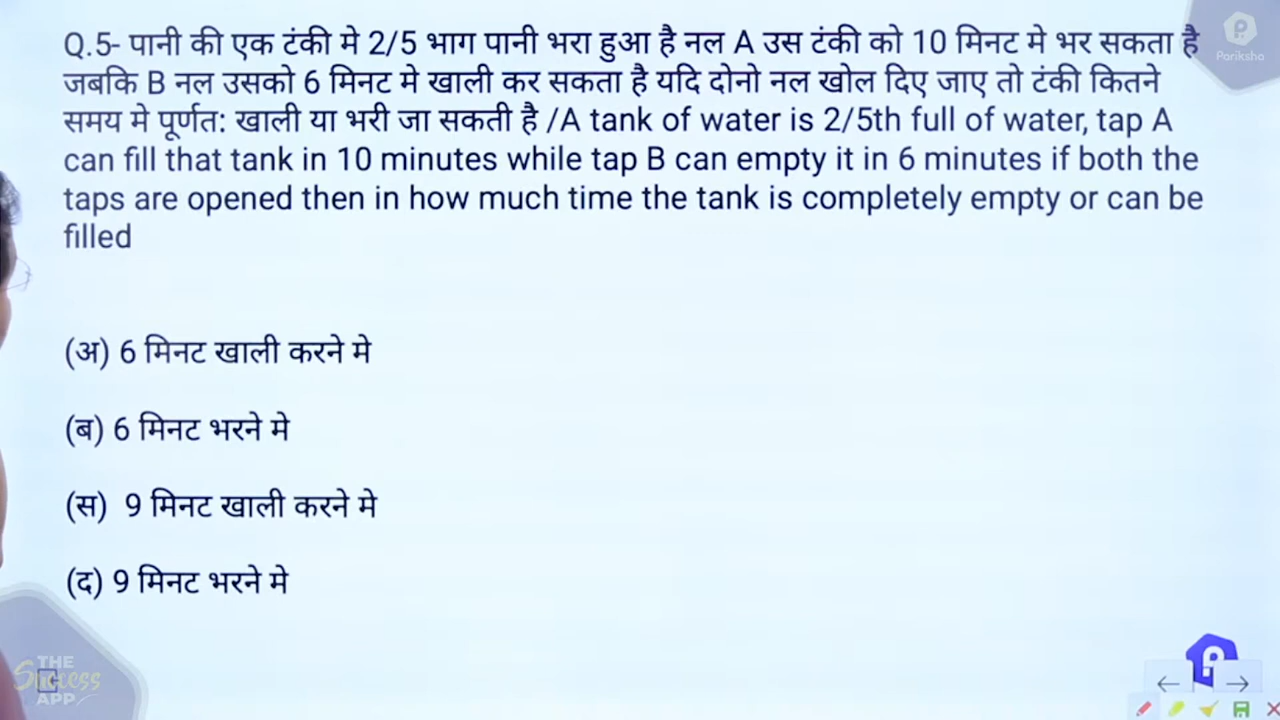 Q.5- पानी की एक टंकी मे 2/5 भाग पानी भरा हुआ है नल A उस टंकी को 10 मिनट मे भर सकता है
जबकि B नल उसको 6 मिनट मे खाली कर सकता है यदि दोनो नल खोल दिए जाए तो टंकी कितने
समय मे पूर्णत: खाली या भरी जा सकती है /A tank of water is 2/5th full of water, tap A
can fill that tank in 10 minutes while tap B can empty it in 6 minutes if both the
taps are opened then in how much time the tank is completely empty or can be
filled
(अ) 6 मिनट खाली करने मे
(ब) 6 मिनट भरने मे
(स) 9 मिनट खाली करने मे
(द) 9 मिनट भरने मे
Pariksha
THE
Success
APP